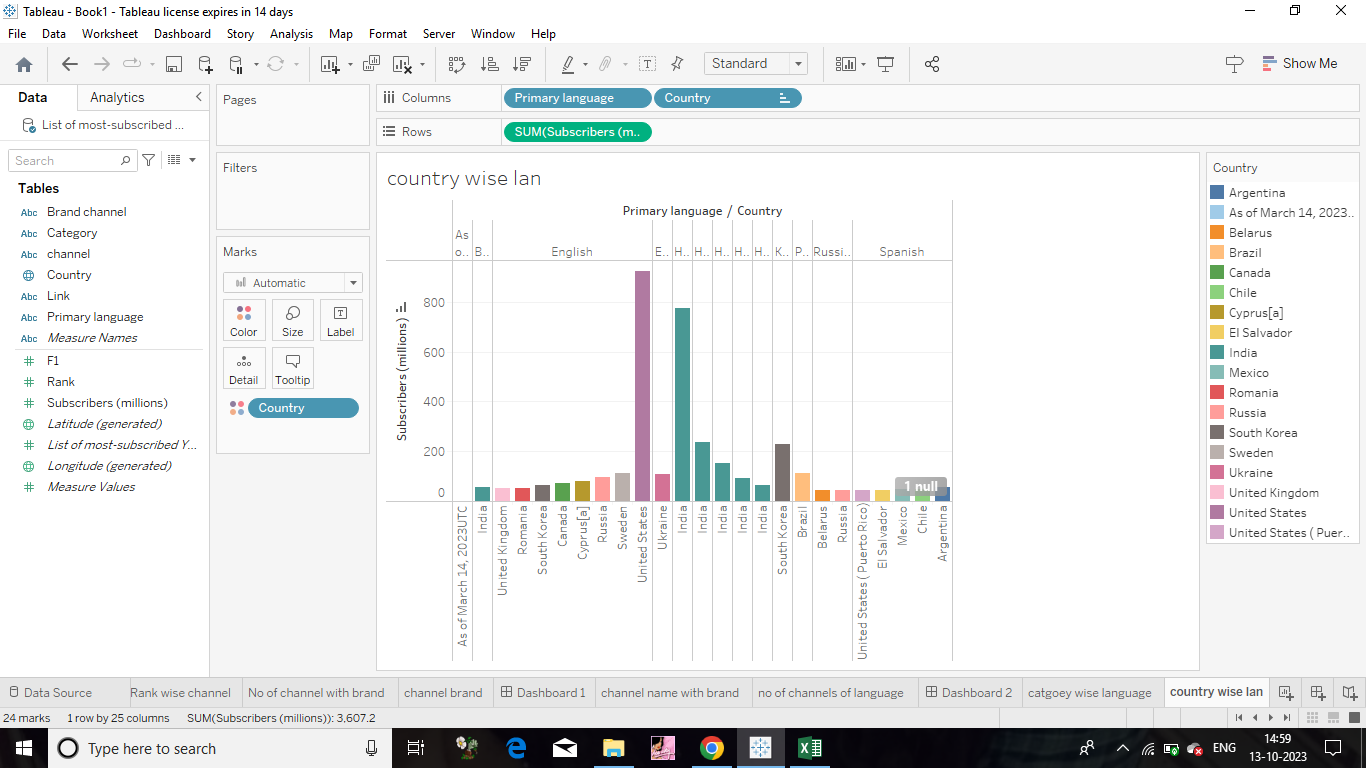 Tableau - Book1 - Tableau license expires in 14 days
File Data Worksheet Dashboard Story Analysis Map Format Server Window Help
Standard
Show Me
Data Analytics
List of most-subscribed ...
Search
Tables
Abc Brand channel
Abc Category
Abc channel
Country
Abc Link
Abc Primary language
Abc Measure Names
F1
Rank
Subscribers (millions)
Latitude (generated)
List of most-subscribed Y...
Longitude (generated)
Measure Values
Pages
Filters
Marks
Automatic
Color Size Label
Detail Tooltip
Country
Columns Primary language Country
Rows SUM(Subscribers (m..
country wise lan
Primary language / Country
As o.. B.. English E.. H.. H.. H.. H.. H.. K.. P.. Russi.. Spanish
Subscribers (millions)
800
600
400
200
0
1 null
As of March 14, 2023UTC
India
United Kingdom
Romania
South Korea
Canada
Cyprus[a]
Russia
Sweden
United States
Ukraine
India
India
India
India
India
South Korea
Brazil
Belarus
Russia
United States ( Puerto Rico)
El Salvador
Mexico
Chile
Argentina
Country
Argentina
As of March 14, 2023..
Belarus
Brazil
Canada
Chile
Cyprus[a]
El Salvador
India
Mexico
Romania
Russia
South Korea
Sweden
Ukraine
United Kingdom
United States
United States ( Puer..
Data Source Rank wise channel No of channel with brand channel brand Dashboard 1 channel name with brand no of channels of language Dashboard 2 catgoey wise language country wise lan
24 marks 1 row by 25 columns SUM(Subscribers (millions)): 3,607.2
Type here to search
ENG
14:59
13-10-2023